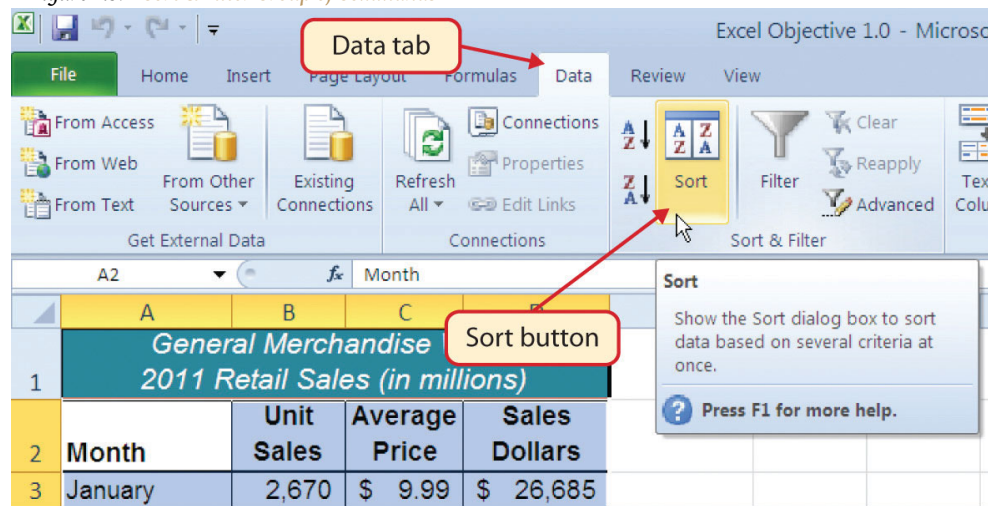 Data tab
Excel Objective 1.0 - Microsc
File Home Insert Page Layout Formulas Data Review View
From Access
From Web
From Text
From Other Sources
Existing Connections
Refresh All
Connections
Properties
Edit Links
A Z
Z A
A Z
Z A
Sort
Filter
Clear
Reapply
Advanced
Get External Data Connections Sort & Filter
A2 fx Month
A B C
Sort button
General Merchandise
1 2011 Retail Sales (in millions)
Unit Average Sales
2 Month Sales Price Dollars
3 January 2,670 $ 9.99 $ 26,685
Sort
Show the Sort dialog box to sort
data based on several criteria at
once.
Press F1 for more help.